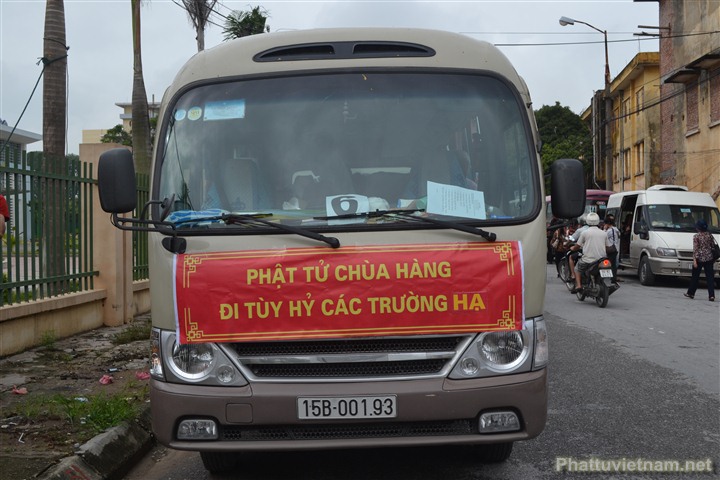 PHẬT TỬ CHÙA HÀNG
ĐI TÙY HỶ CÁC TRƯỜNG HẠ
15B-001.93
Phattuvietnam.net